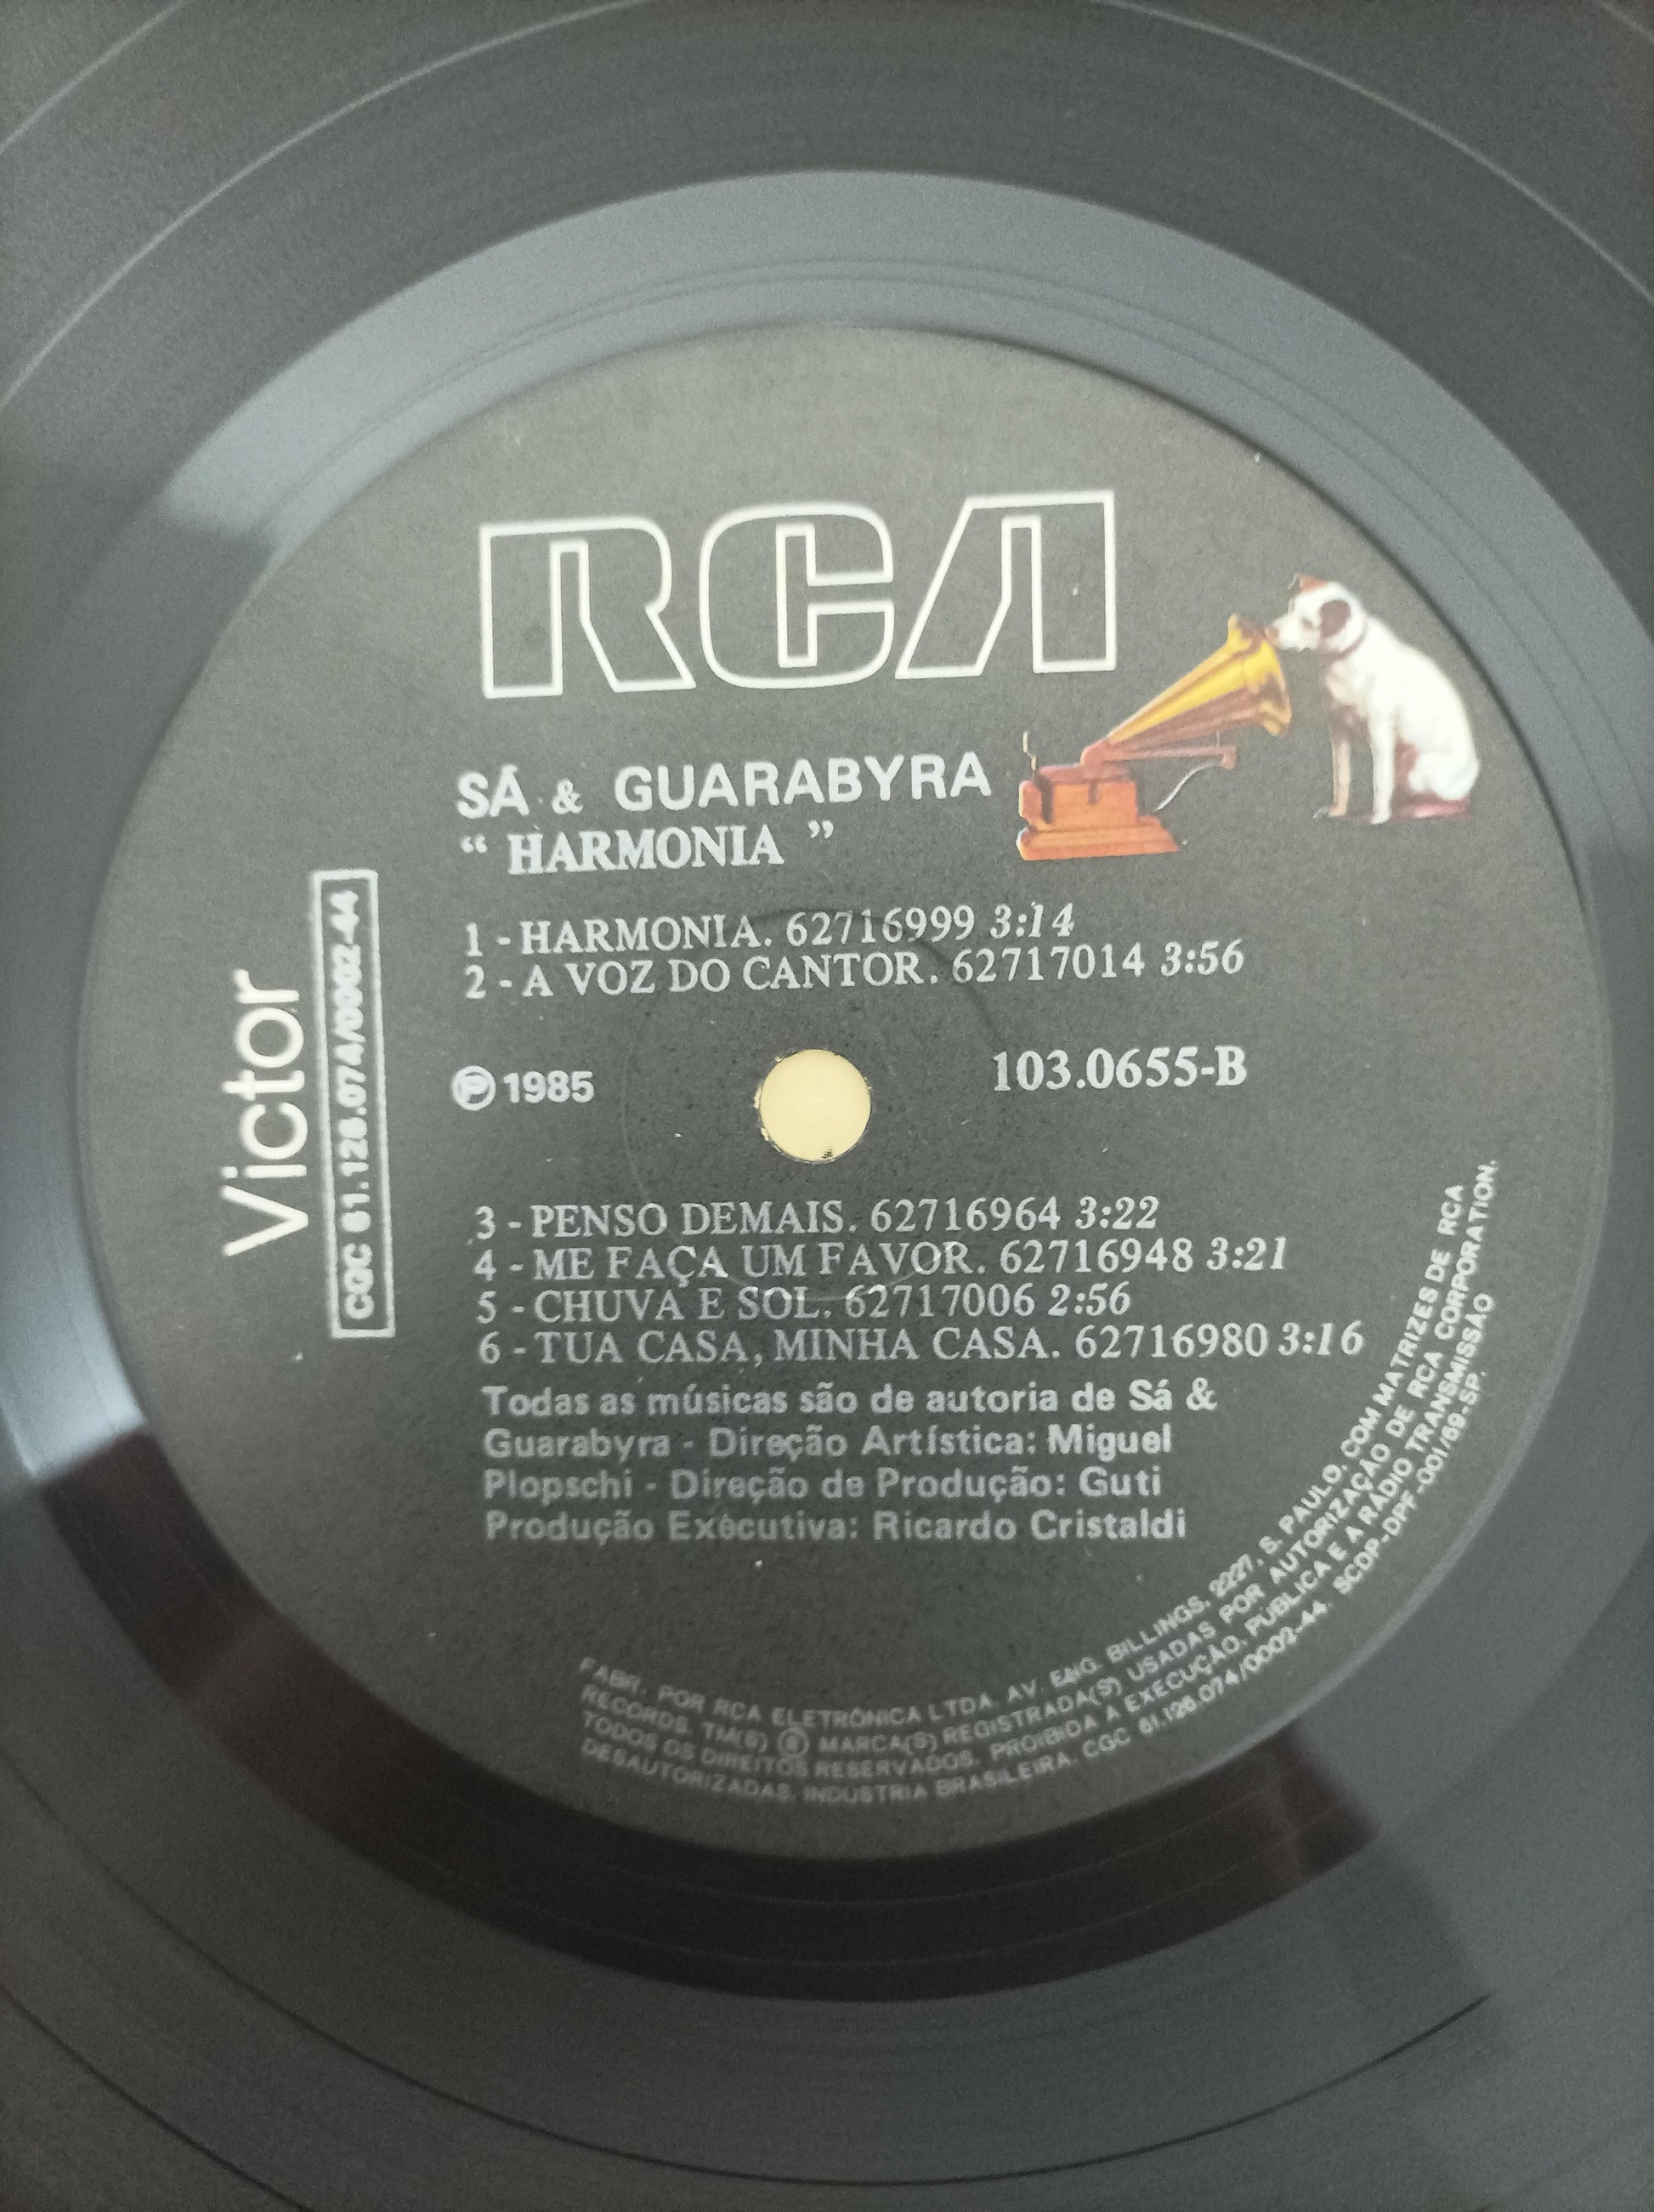 RCA
SÁ & GUARABYRA
“ HARMONIA ”
1 - HARMONIA. 62716999 3:14
2 - A VOZ DO CANTOR. 62717014 3:56
Victor
CGC 61.126.074/0002-44
℗ 1985
103.0655-B
3 - PENSO DEMAIS. 62716964 3:22
4 - ME FAÇA UM FAVOR. 62716948 3:21
5 - CHUVA E SOL. 62717006 2:56
6 - TUA CASA, MINHA CASA. 62716980 3:16
Todas as músicas são de autoria de Sá &
Guarabyra - Direção Artística: Miguel
Plopschi - Direção de Produção: Guti
Produção Executiva: Ricardo Cristaldi
FABR. POR RCA ELETRÔNICA LTDA. AV. ENG. BILLINGS, 2227, S. PAULO, COM MATRIZES DE RCA
RECORDS. TM(S) ® MARCA(S) REGISTRADA(S) USADAS POR AUTORIZAÇÃO DE RCA CORPORATION.
TODOS OS DIREITOS RESERVADOS. PROIBIDA A EXECUÇÃO, PÚBLICA E A RÁDIO TRANSMISSÃO
DESAUTORIZADAS. INDÚSTRIA BRASILEIRA. CGC 61.126.074/0002-44. SCDP-DPF-001/69-SP.